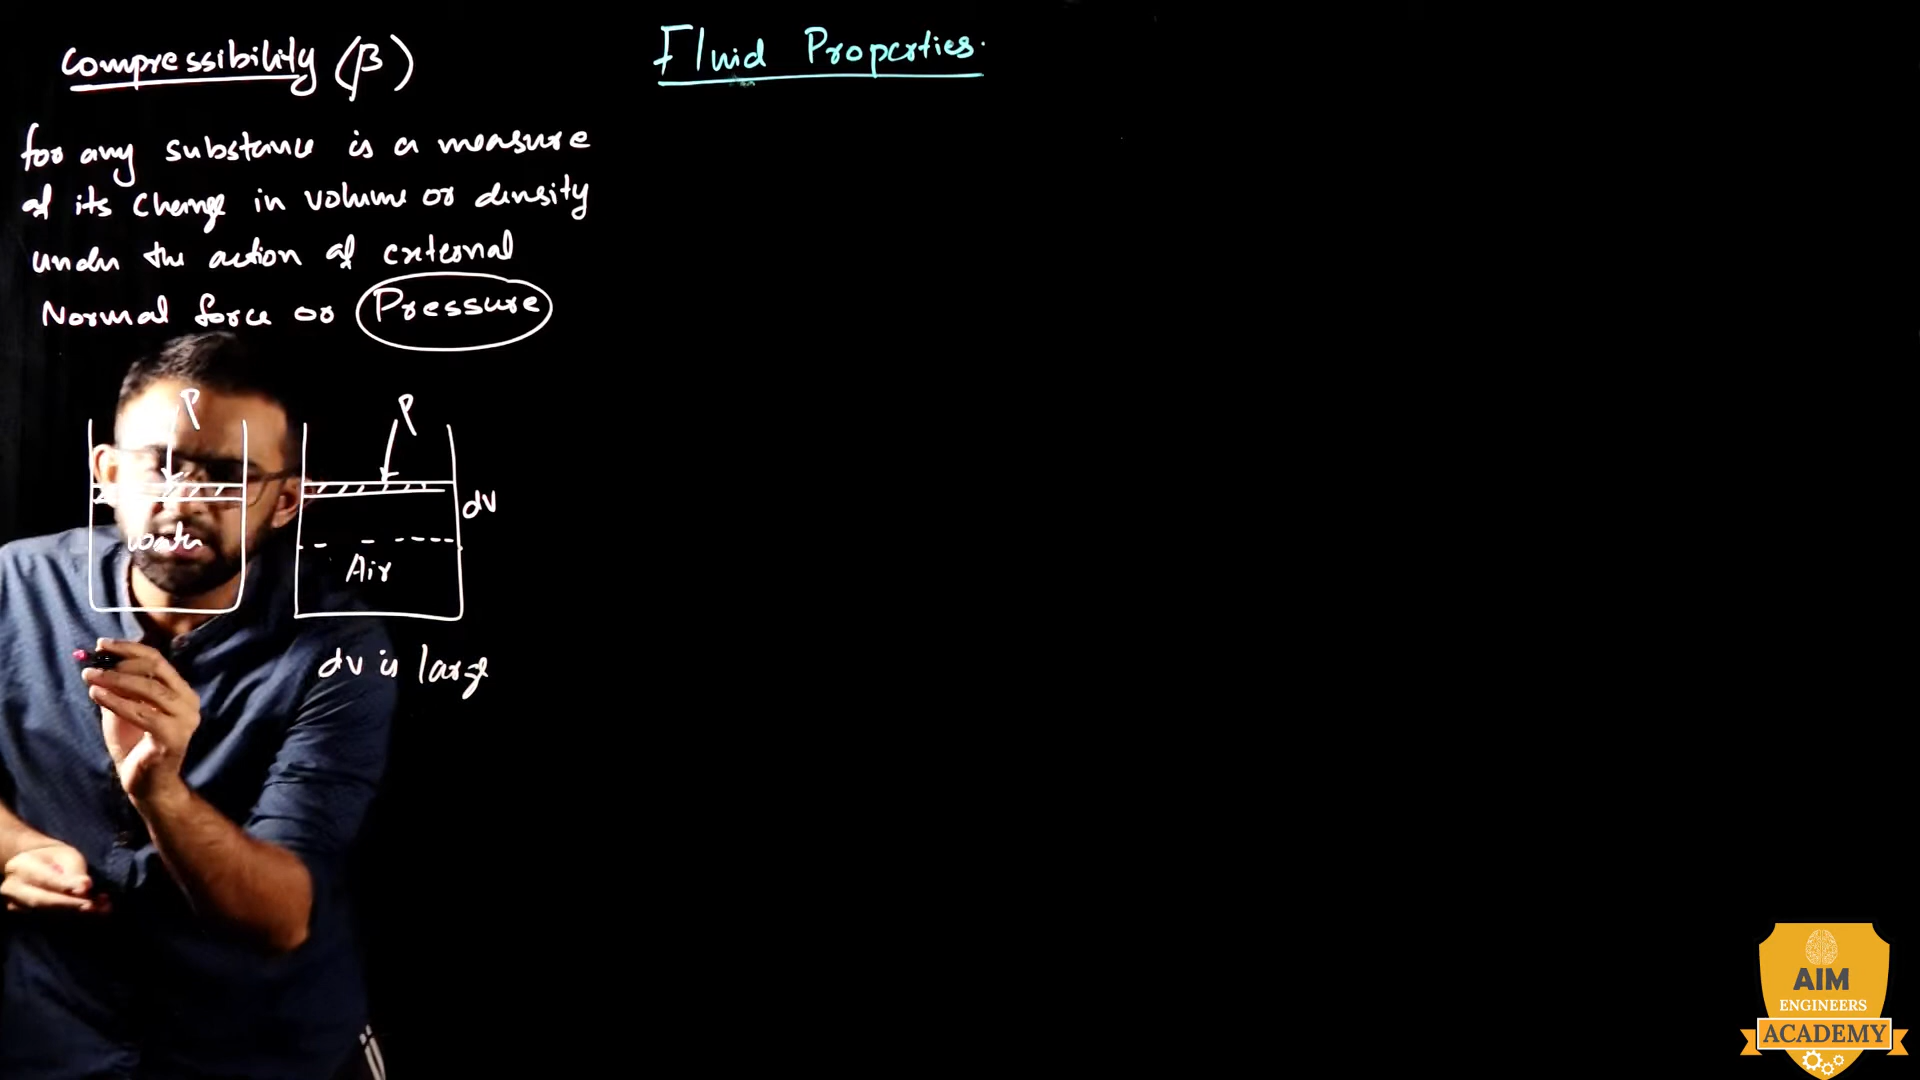 Fluid Properties.
Compressibility (β)
for any substance is a measure
of its change in volume or density
under the action of external
Normal force or Pressure
P
P
dv
Water
Air
dv is large
AIM
ENGINEERS
ACADEMY